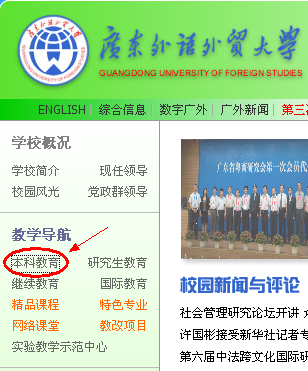 廣東外語外貿大學
GUANGDONG UNIVERSITY OF FOREIGN STUDIES
ENGLISH | 综合信息 | 数字广外 | 广外新闻 | 第三
学校概况
学校简介 现任领导
校园风光 党政群领导
教学导航
本科教育 研究生教育
继续教育 国际教育
精品课程 特色专业
网络课堂 教改项目
实验教学示范中心
广东省粤商研究会第一次会员代
校园新闻与评论
社会管理研究论坛开讲
许国彬接受新华社记者专
第六届中法跨文化国际研